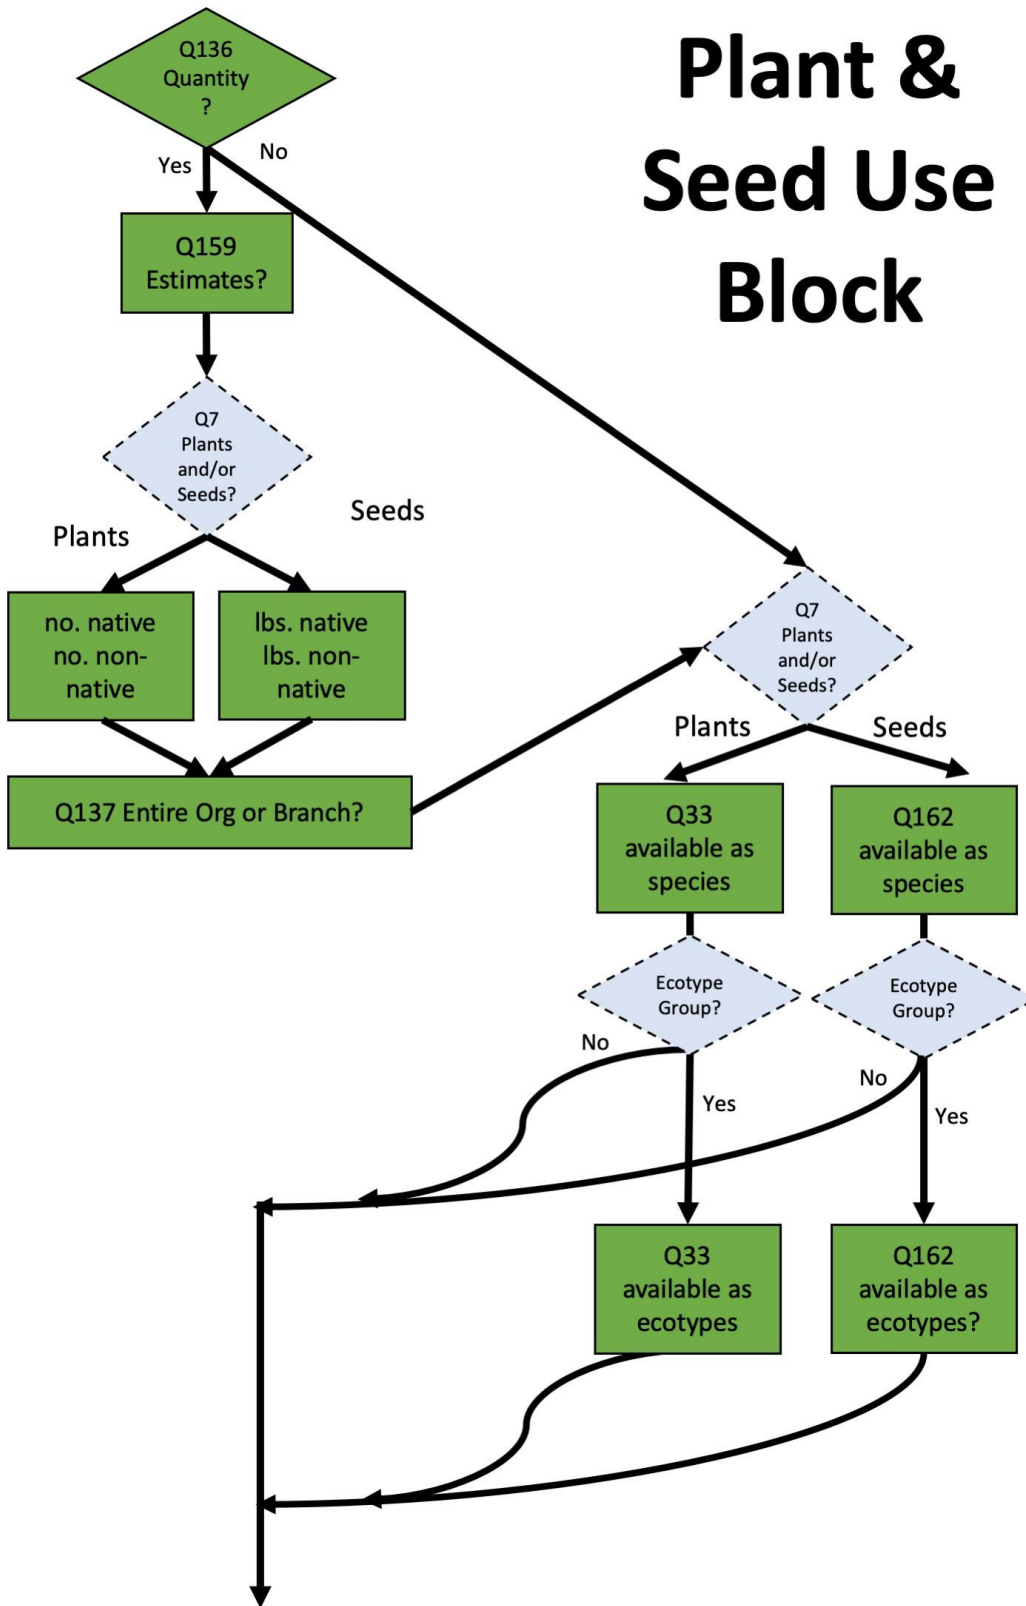 Plant &
Seed Use
Block
Q136
Quantity
?
Yes
No
Q159
Estimates?
Q7
Plants
and/or
Seeds?
Plants
Seeds
no. native
no. non-
native
lbs. native
lbs. non-
native
Q137 Entire Org or Branch?
Q7
Plants
and/or
Seeds?
Plants
Seeds
Q33
available as
species
Q162
available as
species
Ecotype
Group?
Ecotype
Group?
No
Yes
No
Yes
Q33
available as
ecotypes
Q162
available as
ecotypes?